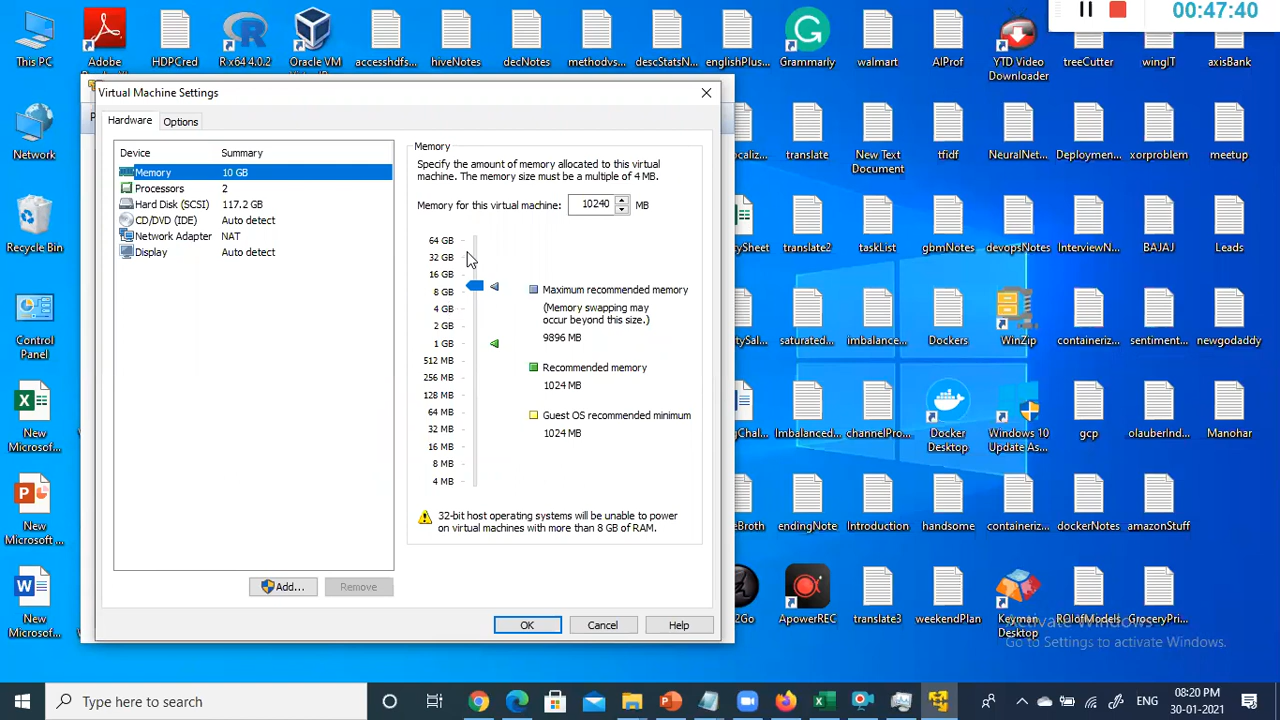 00:47:40
This PC
Adobe
HDPCred
R x64 4.0.2
Oracle VM
accesshdfs...
hiveNotes
decNotes
methodvs...
descStatsN...
englishPlus...
Grammarly
walmart
AIProf
YTD Video
Downloader
treeCutter
wingIT
axisBank
Virtual Machine Settings
Hardware
Options
Device
Summary
Memory
10 GB
Processors
2
Hard Disk (SCSI)
117.2 GB
CD/DVD (IDE)
Auto detect
Network Adapter
NAT
Display
Auto detect
Add...
Remove
Memory
Specify the amount of memory allocated to this virtual
machine. The memory size must be a multiple of 4 MB.
Memory for this virtual machine:
10240
MB
64 GB
32 GB
16 GB
8 GB
4 GB
2 GB
1 GB
512 MB
256 MB
128 MB
64 MB
32 MB
16 MB
8 MB
4 MB
Maximum recommended memory
(Memory swapping may
occur beyond this size.)
9896 MB
Recommended memory
1024 MB
Guest OS recommended minimum
1024 MB
32-bit host operating systems will be unable to power
on virtual machines with more than 8 GB of RAM.
OK
Cancel
Help
Network
translate
New Text
Document
tfidf
NeuralNet...
Deploymen...
xorproblem
meetup
Recycle Bin
translate2
taskList
gbmNotes
devopsNotes
InterviewN...
BAJAJ
Leads
Control
Panel
saturated...
imbalance...
Dockers
WinZip
containeriz...
sentiment...
newgodaddy
New
Microsof...
Imbalanced...
channelPro...
Docker
Desktop
Windows 10
Update As...
gcp
olauberInd...
Manohar
New
Microsoft ...
endingNote
Introduction
handsome
containeriz...
dockerNotes
amazonStuff
New
Microsof...
ApowerREC
translate3
weekendPlan
Keyman
Desktop
ROIofModels
GroceryPri...
Activate Windows
Go to Settings to activate Windows.
Type here to search
ENG
08:20 PM
30-01-2021